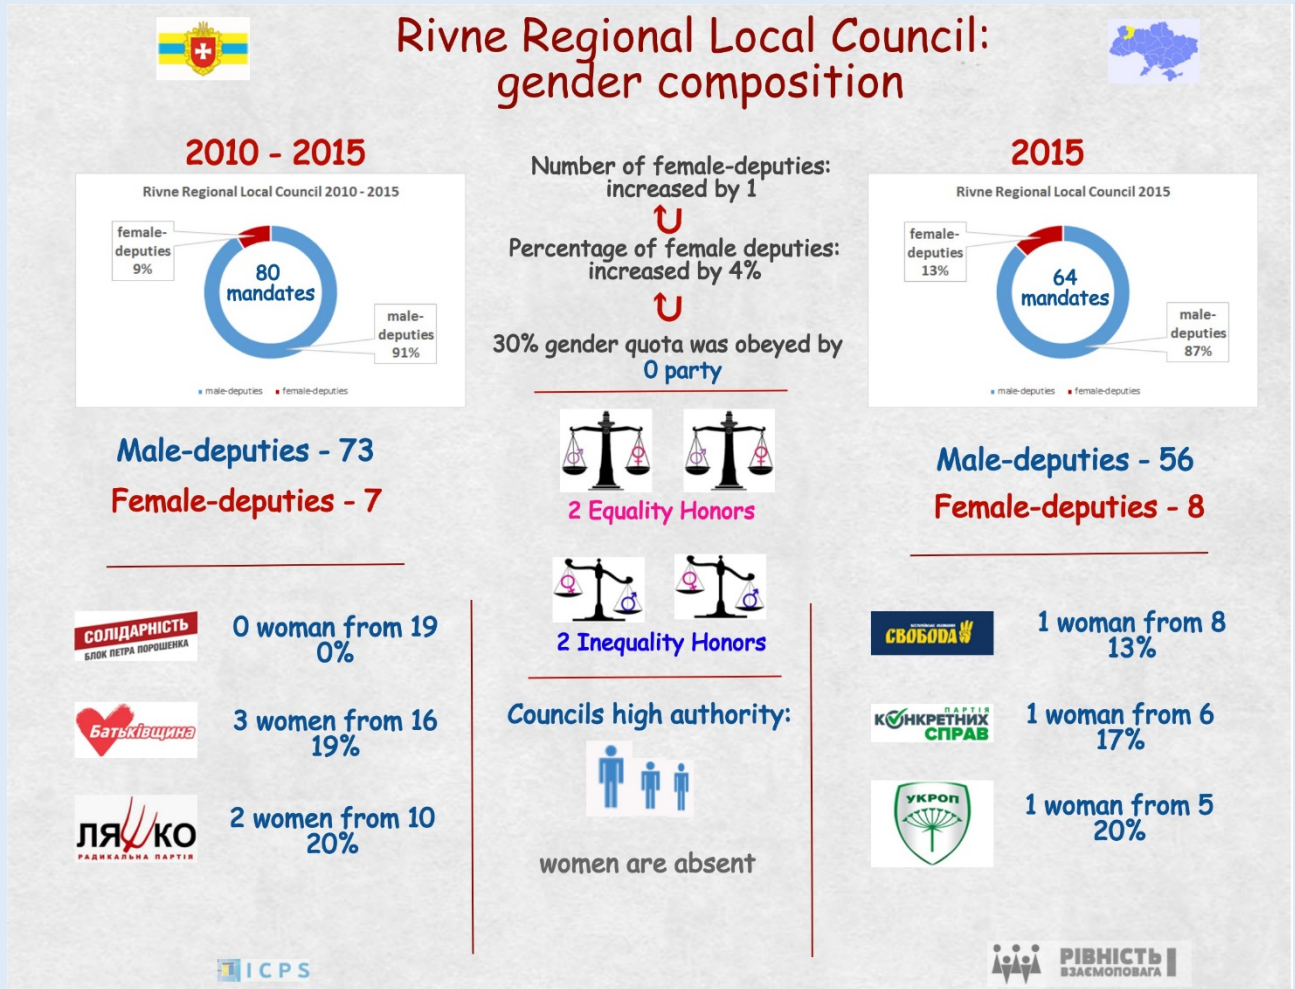 Rivne Regional Local Council:
gender composition
2010 - 2015
Rivne Regional Local Council 2010 - 2015
female-
deputies
9%
80
mandates
male-
deputies
91%
male-deputies
female-deputies
Male-deputies - 73
Female-deputies - 7
Number of female-deputies:
increased by 1
Percentage of female deputies:
increased by 4%
30% gender quota was obeyed by
0 party
2015
Rivne Regional Local Council 2015
female-
deputies
13%
64
mandates
male-
deputies
87%
male-deputies
female-deputies
Male-deputies - 56
Female-deputies - 8
2 Equality Honors
2 Inequality Honors
Councils high authority:
women are absent
СОЛІДАРНІСТЬ
БЛОК ПЕТРА ПОРОШЕНКА
0 woman from 19
0%
Батьківщина
3 women from 16
19%
ЛЯШКО
РАДИКАЛЬНА ПАРТІЯ
2 women from 10
20%
СВОБОДА
1 woman from 8
13%
ПАРТІЯ
КОНКРЕТНИХ
СПРАВ
1 woman from 6
17%
УКРОП
1 woman from 5
20%
ICPS
РІВНІСТЬ
ВЗАЄМОПОВАГА